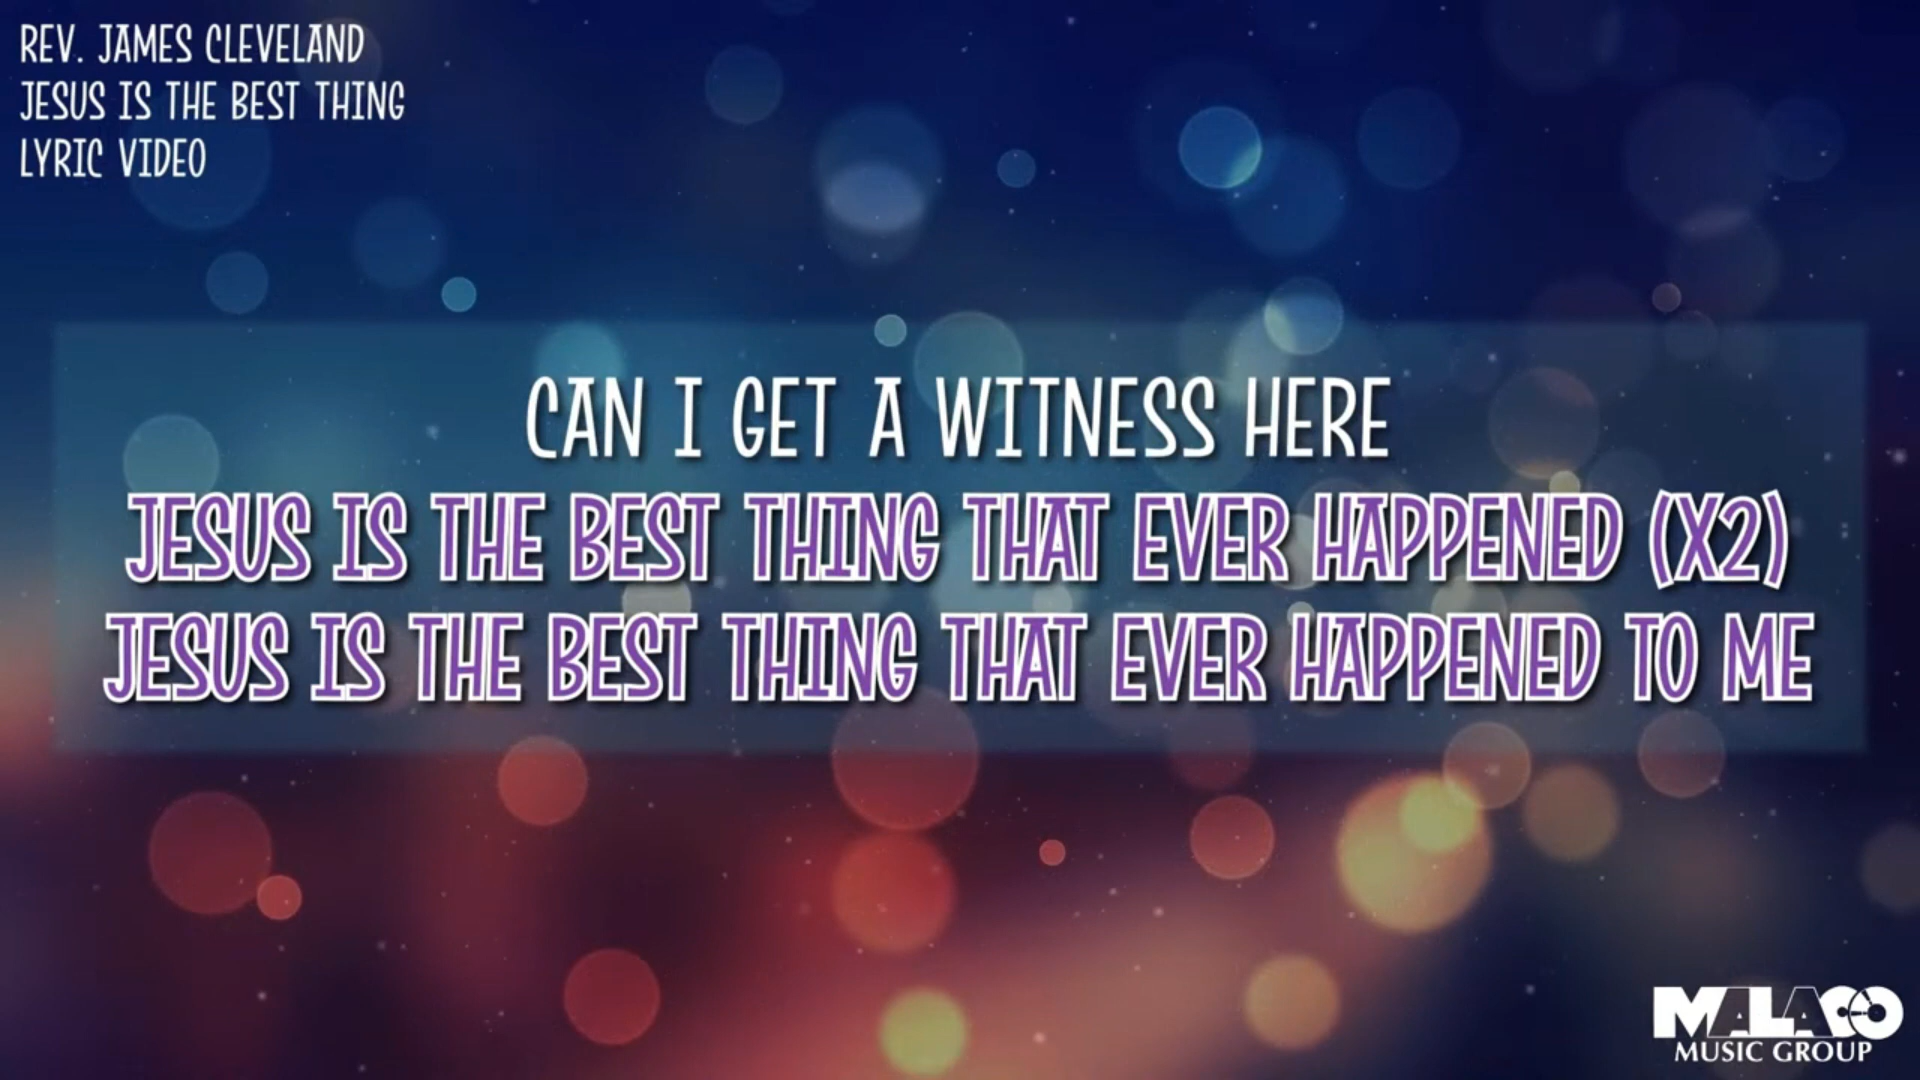 REV. JAMES CLEVELAND
JESUS IS THE BEST THING
LYRIC VIDEO
CAN I GET A WITNESS HERE
JESUS IS THE BEST THING THAT EVER HAPPENED (X2)
JESUS IS THE BEST THING THAT EVER HAPPENED TO ME
MALACO
MUSIC GROUP